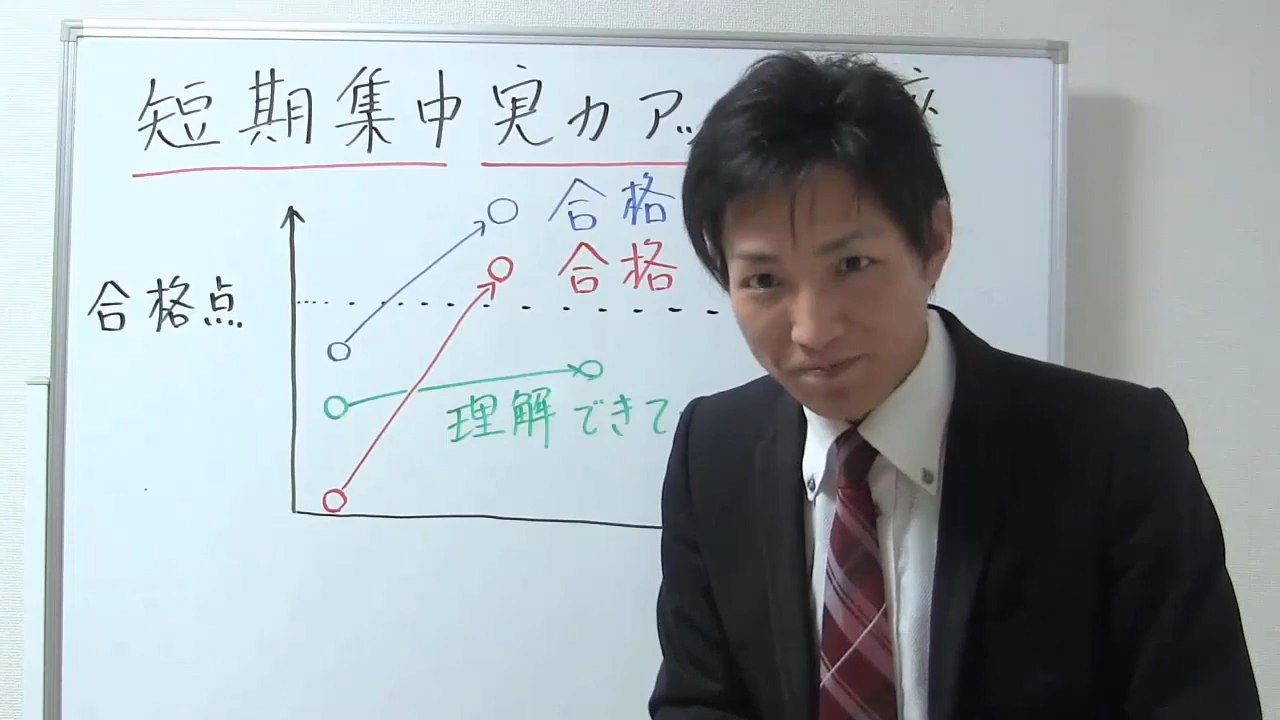 短期集中実力アッ
合格
合格
合格点
理解できて